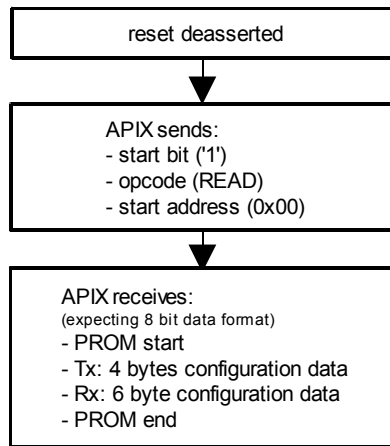 reset deasserted
APIX sends:
- start bit ('1')
- opcode (READ)
- start address (0x00)
APIX receives:
(expecting 8 bit data format)
- PROM start
- Tx: 4 bytes configuration data
- Rx: 6 byte configuration data
- PROM end